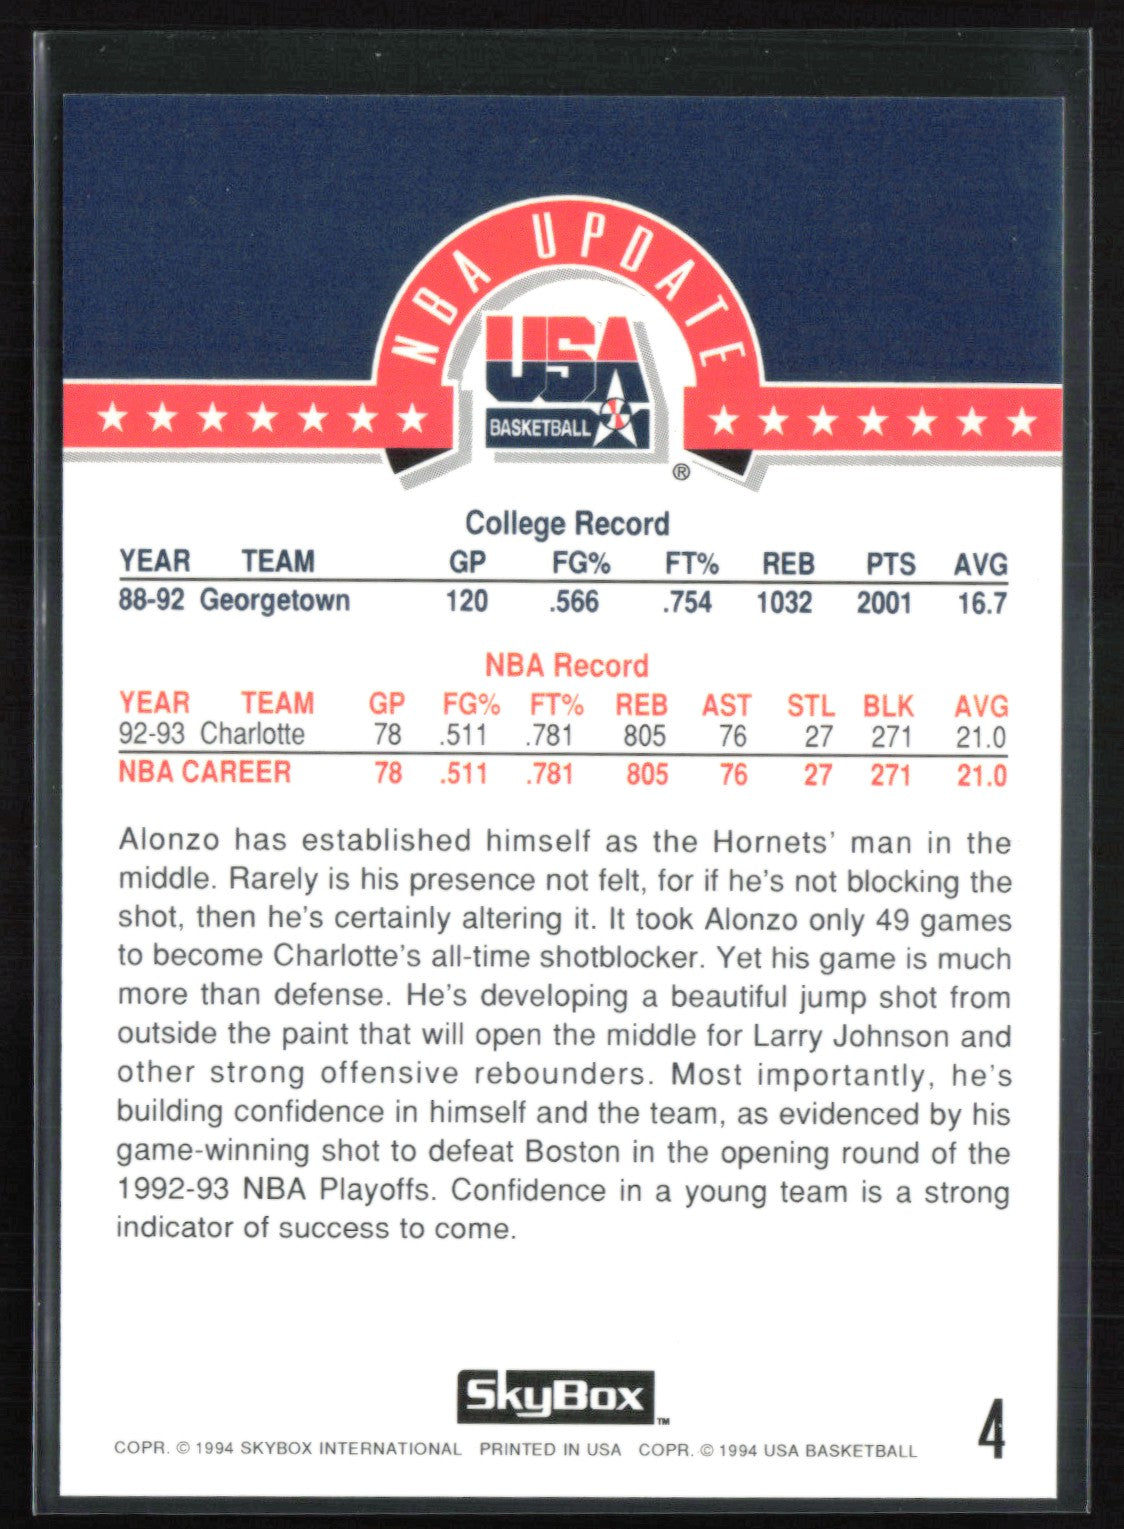 NBA UPDATE
USA
BASKETBALL
®
College Record
YEAR TEAM GP FG% FT% REB PTS AVG
88-92 Georgetown 120 .566 .754 1032 2001 16.7
NBA Record
YEAR TEAM GP FG% FT% REB AST STL BLK AVG
92-93 Charlotte 78 .511 .781 805 76 27 271 21.0
NBA CAREER 78 .511 .781 805 76 27 271 21.0
Alonzo has established himself as the Hornets' man in the
middle. Rarely is his presence not felt, for if he's not blocking the
shot, then he's certainly altering it. It took Alonzo only 49 games
to become Charlotte's all-time shotblocker. Yet his game is much
more than defense. He's developing a beautiful jump shot from
outside the paint that will open the middle for Larry Johnson and
other strong offensive rebounders. Most importantly, he's
building confidence in himself and the team, as evidenced by his
game-winning shot to defeat Boston in the opening round of the
1992-93 NBA Playoffs. Confidence in a young team is a strong
indicator of success to come.
SkyBox TM
4
COPR. © 1994 SKYBOX INTERNATIONAL PRINTED IN USA COPR. © 1994 USA BASKETBALL